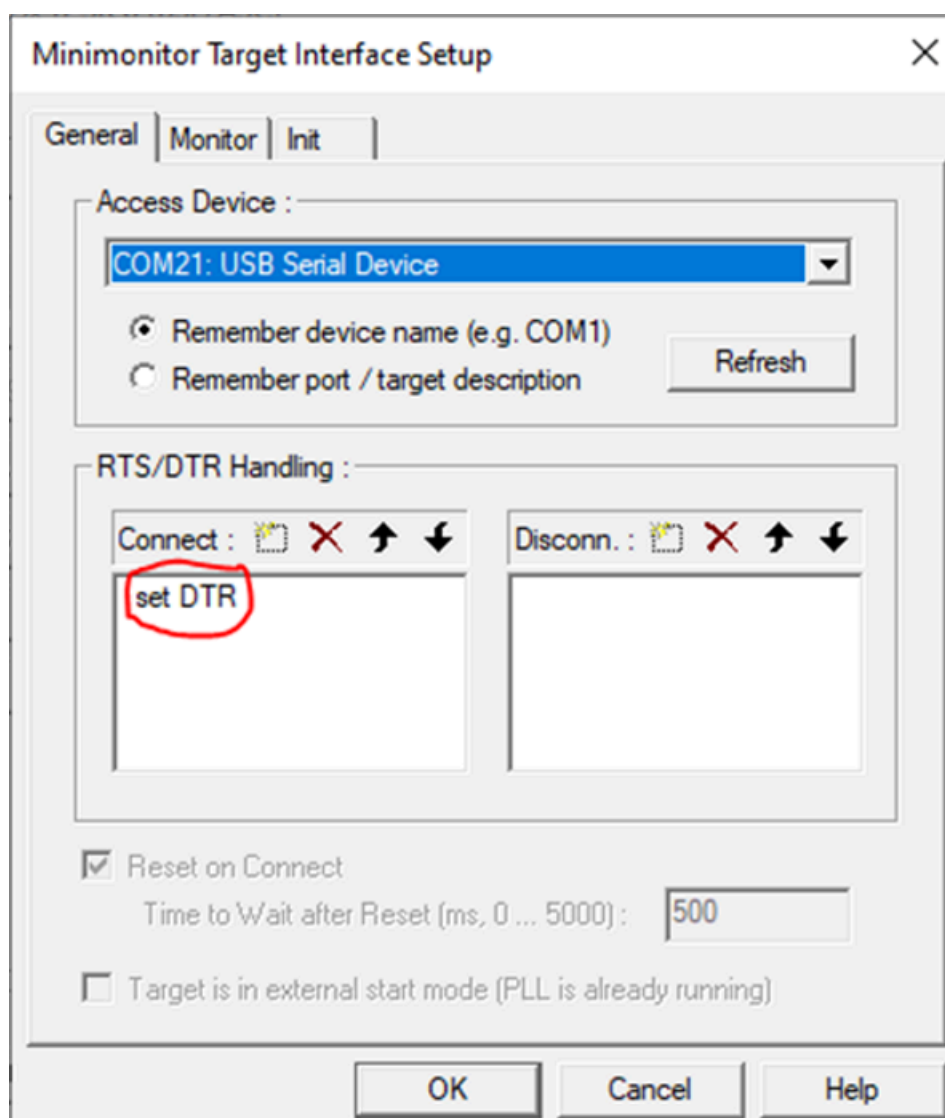 Minimonitor Target Interface Setup
General Monitor Init
Access Device :
COM21: USB Serial Device
Remember device name (e.g. COM1)
Refresh
Remember port / target description
RTS/DTR Handling :
Connect : Disconn. :
set DTR
Reset on Connect
Time to Wait after Reset (ms, 0 ... 5000) : 500
Target is in external start mode (PLL is already running)
OK Cancel Help